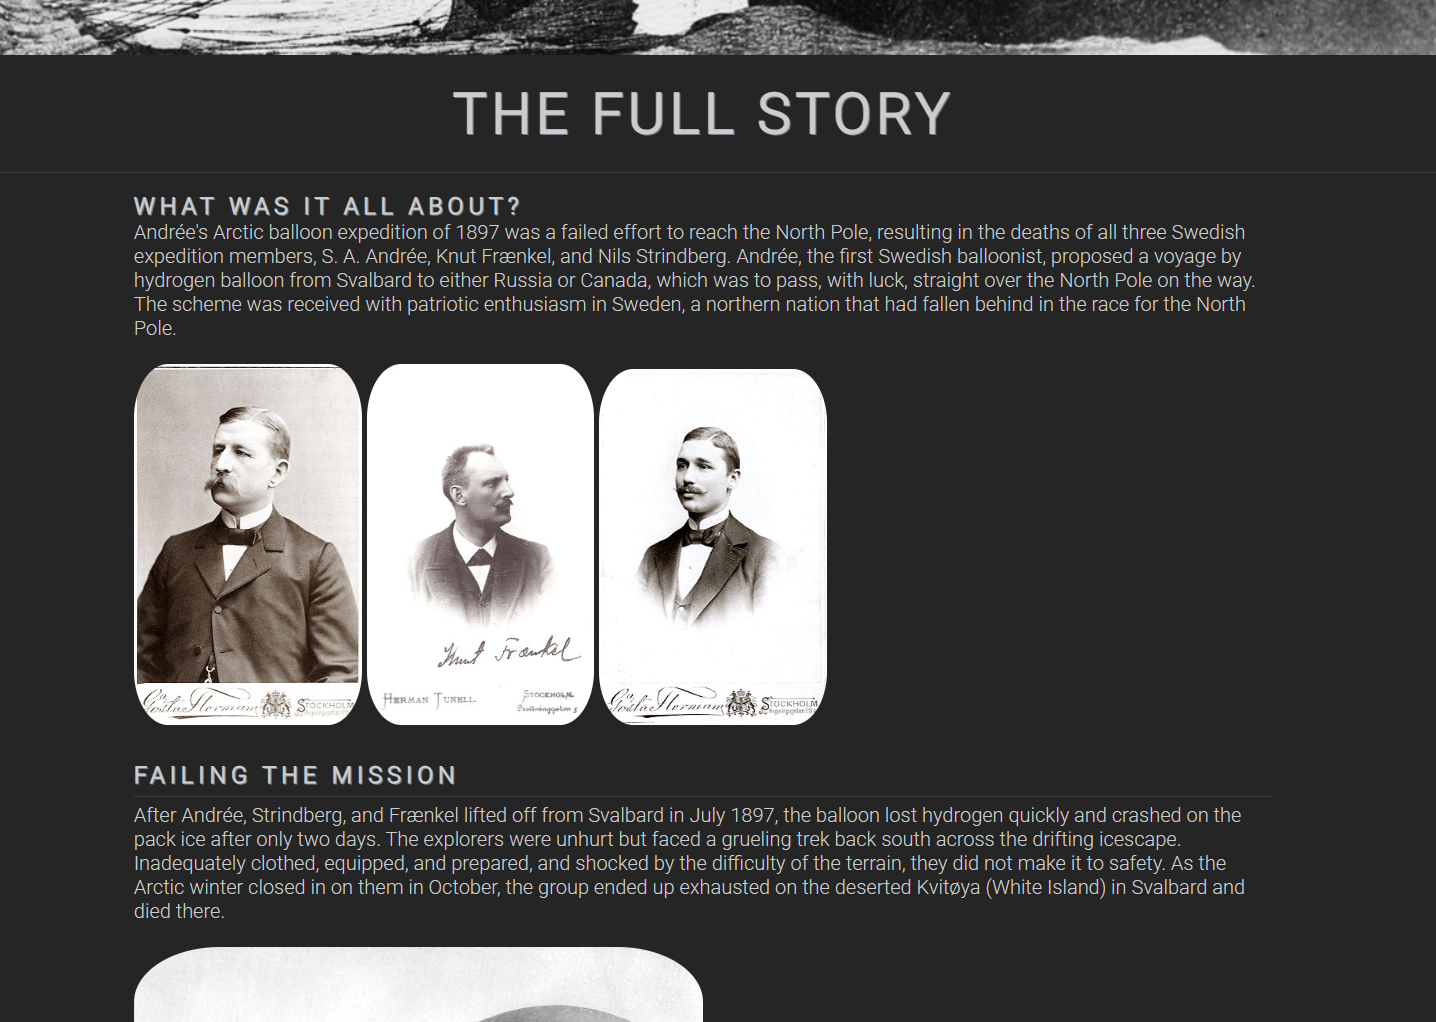 THE FULL STORY
WHAT WAS IT ALL ABOUT?
Andrée's Arctic balloon expedition of 1897 was a failed effort to reach the North Pole, resulting in the deaths of all three Swedish
expedition members, S. A. Andrée, Knut Frænkel, and Nils Strindberg. Andrée, the first Swedish balloonist, proposed a voyage by
hydrogen balloon from Svalbard to either Russia or Canada, which was to pass, with luck, straight over the North Pole on the way.
The scheme was received with patriotic enthusiasm in Sweden, a northern nation that had fallen behind in the race for the North
Pole.
Knut Frænkel
Gösta Florman STOCKHOLM
HERMAN TUNELL. STOCKHOLM.
Gösta Florman STOCKHOLM
FAILING THE MISSION
After Andrée, Strindberg, and Frænkel lifted off from Svalbard in July 1897, the balloon lost hydrogen quickly and crashed on the
pack ice after only two days. The explorers were unhurt but faced a grueling trek back south across the drifting icescape.
Inadequately clothed, equipped, and prepared, and shocked by the difficulty of the terrain, they did not make it to safety. As the
Arctic winter closed in on them in October, the group ended up exhausted on the deserted Kvitøya (White Island) in Svalbard and
died there.